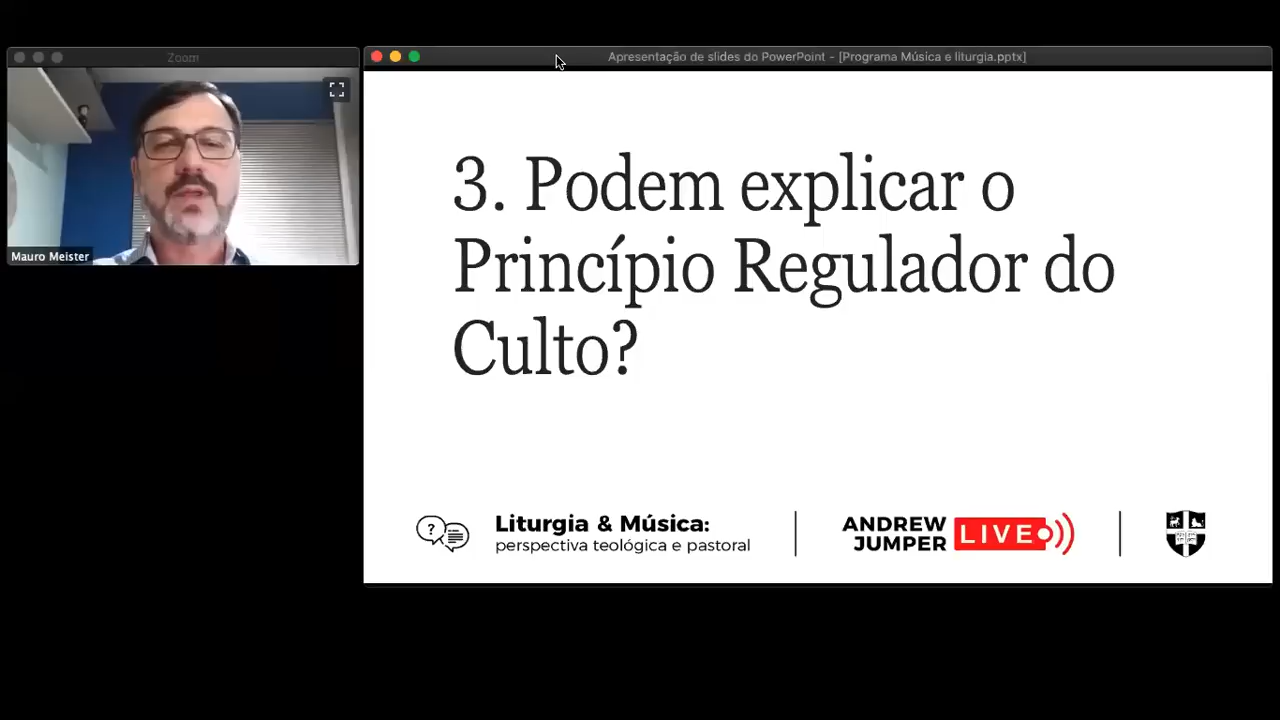 Zoom
Mauro Meister
Apresentação de slides do PowerPoint - [Programa Música e liturgia.pptx]
3. Podem explicar o
Princípio Regulador do
Culto?
?
Liturgia & Música:
perspectiva teológica e pastoral
ANDREW
JUMPER
LIVE